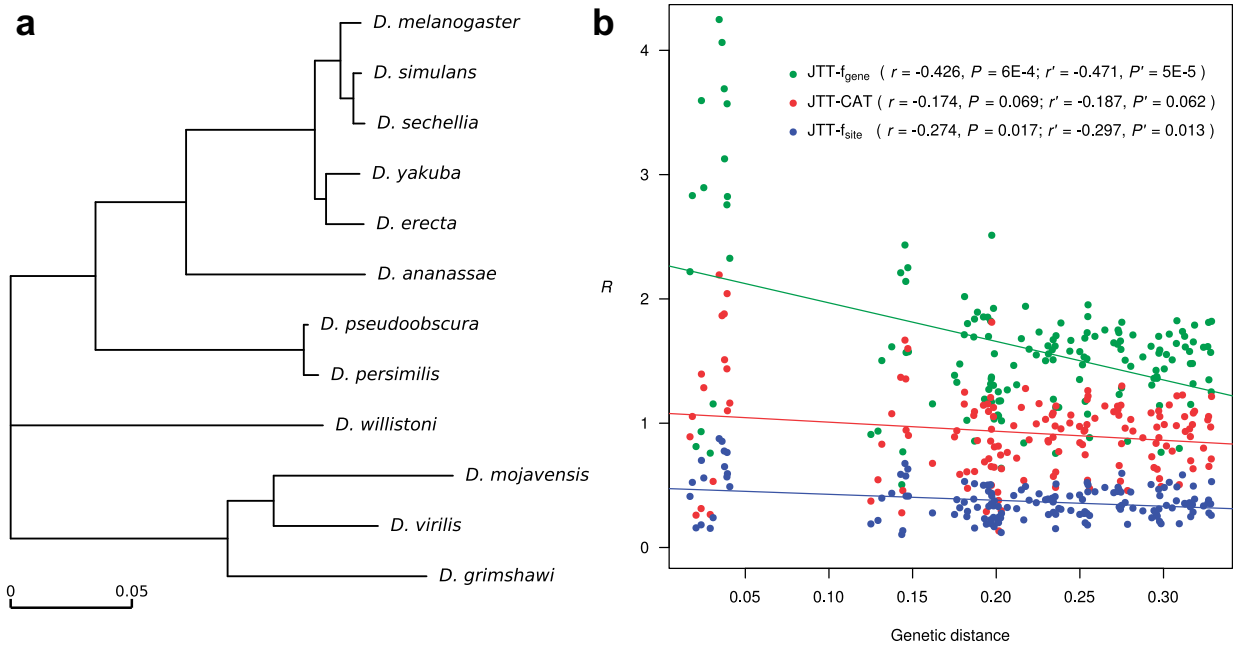 a
D. melanogaster
D. simulans
D. sechellia
D. yakuba
D. erecta
D. ananassae
D. pseudoobscura
D. persimilis
D. willistoni
D. mojavensis
D. virilis
D. grimshawi
0 0.05
b
JTT-fgene ( r = -0.426, P = 6E-4; r' = -0.471, P' = 5E-5 )
JTT-CAT ( r = -0.174, P = 0.069; r' = -0.187, P' = 0.062 )
JTT-fsite ( r = -0.274, P = 0.017; r' = -0.297, P' = 0.013 )
R
4
3
2
1
0
0.05 0.10 0.15 0.20 0.25 0.30
Genetic distance